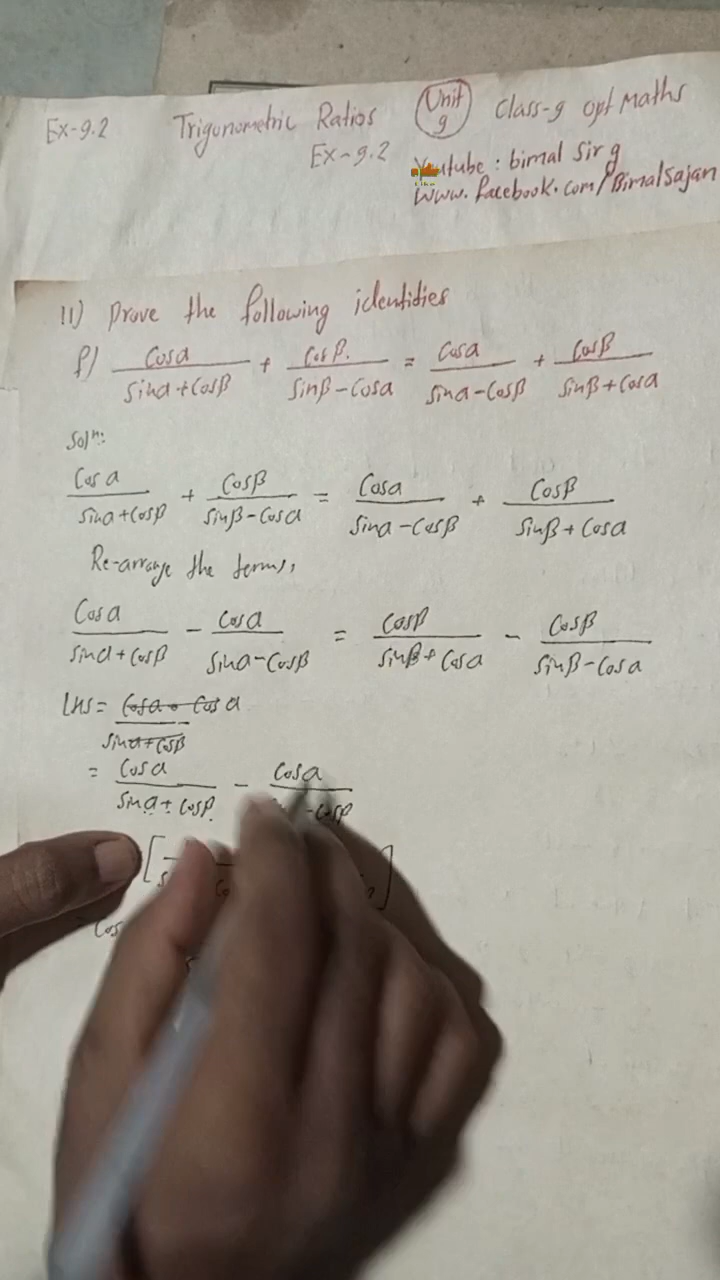 Ex-9.2 Trigonometric Ratios Unit 9 Class-9 opt Maths
Ex-9.2 Youtube : bimal sir g
www.facebook.com/Bimalsajan
11) prove the following identities
f) Cosα/(Sinα+Cosβ) + Cosβ/(Sinβ-Cosα) = Cosα/(Sinα-Cosβ) + Cosβ/(Sinβ+Cosα)
Solⁿ:
Cosα/(Sinα+Cosβ) + Cosβ/(Sinβ-Cosα) = Cosα/(Sinα-Cosβ) + Cosβ/(Sinβ+Cosα)
Re-arrange the terms,
Cosα/(Sinα+Cosβ) - Cosα/(Sinα-Cosβ) = Cosβ/(Sinβ+Cosα) - Cosβ/(Sinβ-Cosα)
LHS =
= Cosα/(Sinα+Cosβ) - Cosα/